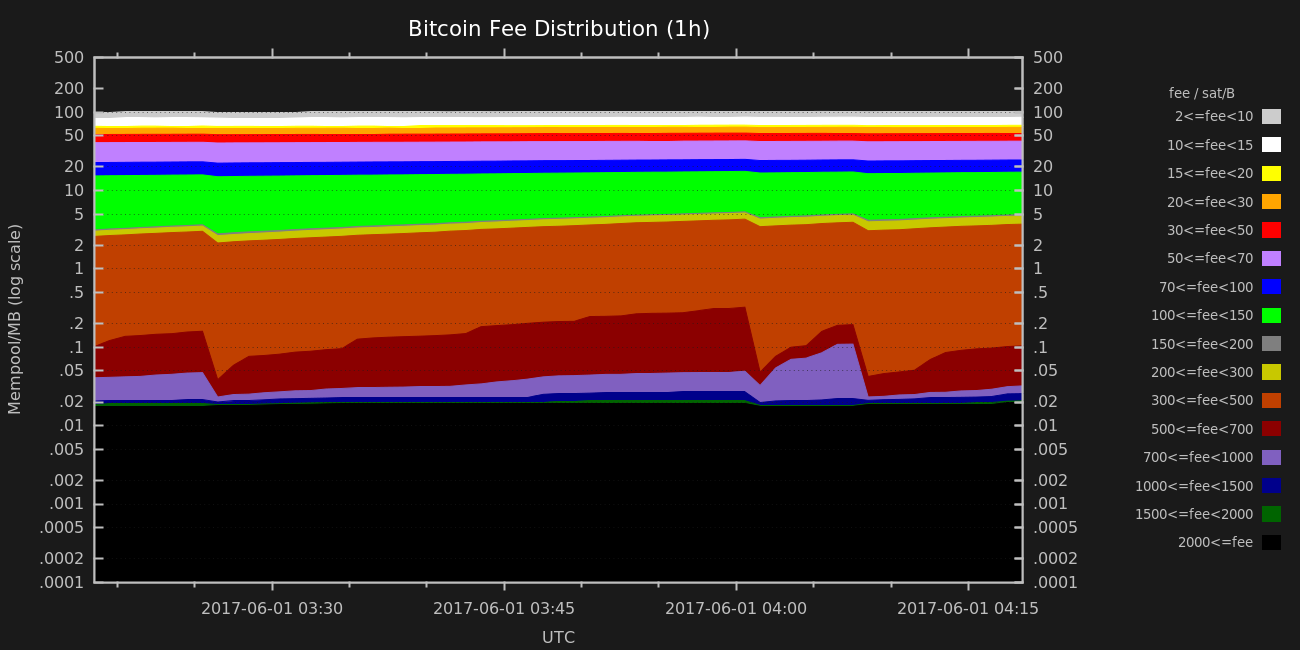 Bitcoin Fee Distribution (1h)
500 500
200 200
100 100
50 50
20 20
10 10
5 5
2 2
1 1
.5 .5
.2 .2
.1 .1
.05 .05
.02 .02
.01 .01
.005 .005
.002 .002
.001 .001
.0005 .0005
.0002 .0002
.0001 .0001
Mempool/MB (log scale)
2017-06-01 03:30 2017-06-01 03:45 2017-06-01 04:00 2017-06-01 04:15
UTC
fee / sat/B
2<=fee<10
10<=fee<15
15<=fee<20
20<=fee<30
30<=fee<50
50<=fee<70
70<=fee<100
100<=fee<150
150<=fee<200
200<=fee<300
300<=fee<500
500<=fee<700
700<=fee<1000
1000<=fee<1500
1500<=fee<2000
2000<=fee